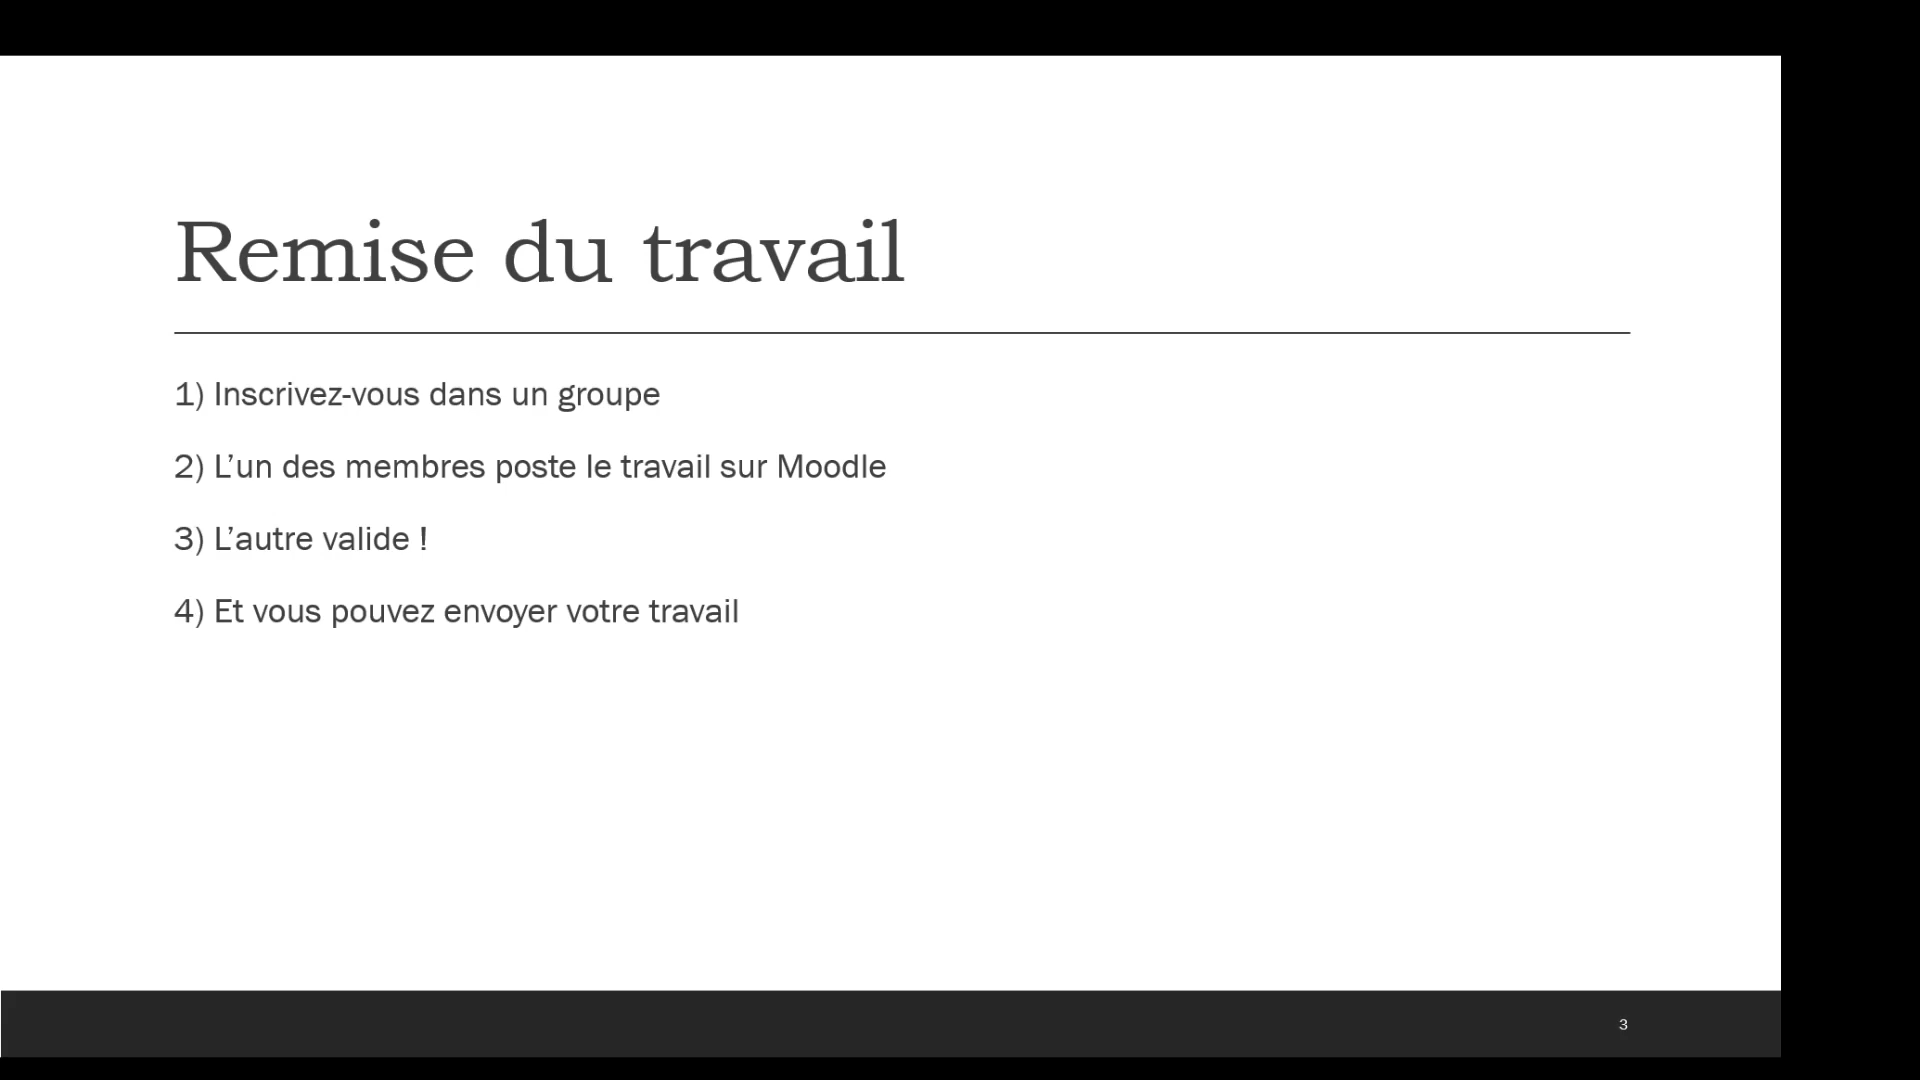 Remise du travail
1) Inscrivez-vous dans un groupe
2) L’un des membres poste le travail sur Moodle
3) L’autre valide !
4) Et vous pouvez envoyer votre travail
3